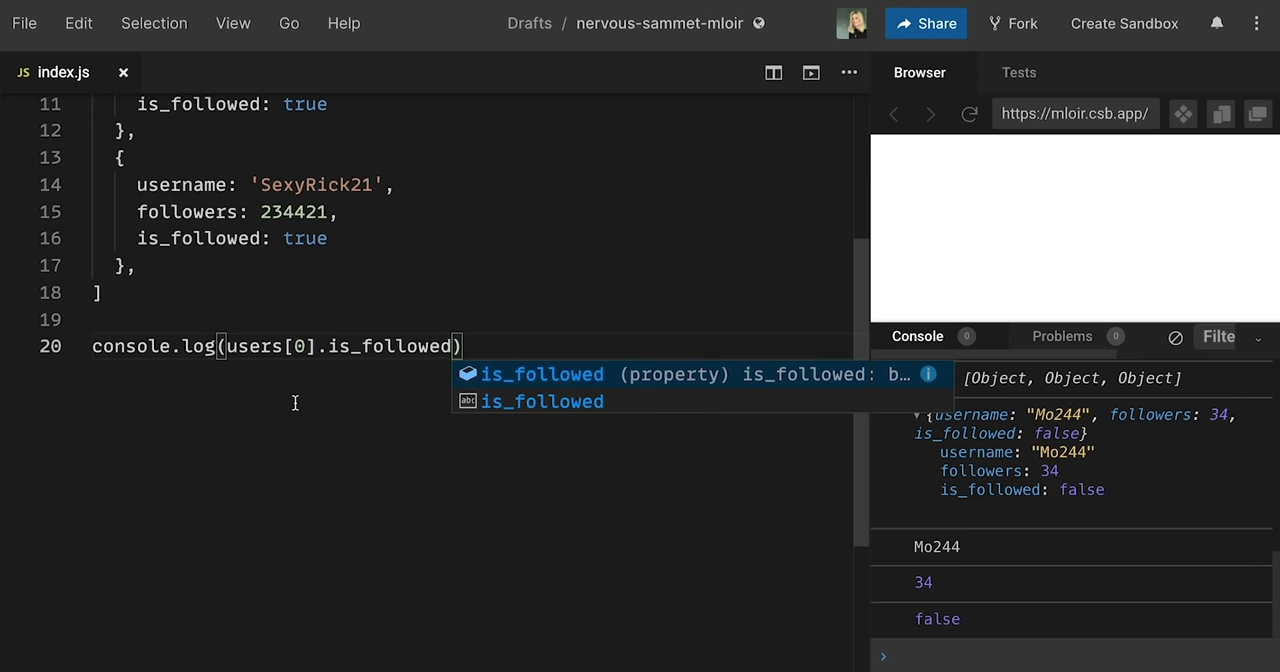 File Edit Selection View Go Help Drafts / nervous-sammet-mloir Share Fork Create Sandbox
JS index.js × Browser Tests
https://mloir.csb.app/
11 is_followed: true
12 },
13 {
14 username: 'SexyRick21',
15 followers: 234421,
16 is_followed: true
17 },
18 ]
19
20 console.log(users[0].is_followed)
is_followed (property) is_followed: b…
abc is_followed
Console 0 Problems 0 Filte
[Object, Object, Object]
{username: "Mo244", followers: 34,
is_followed: false}
username: "Mo244"
followers: 34
is_followed: false
Mo244
34
false
›